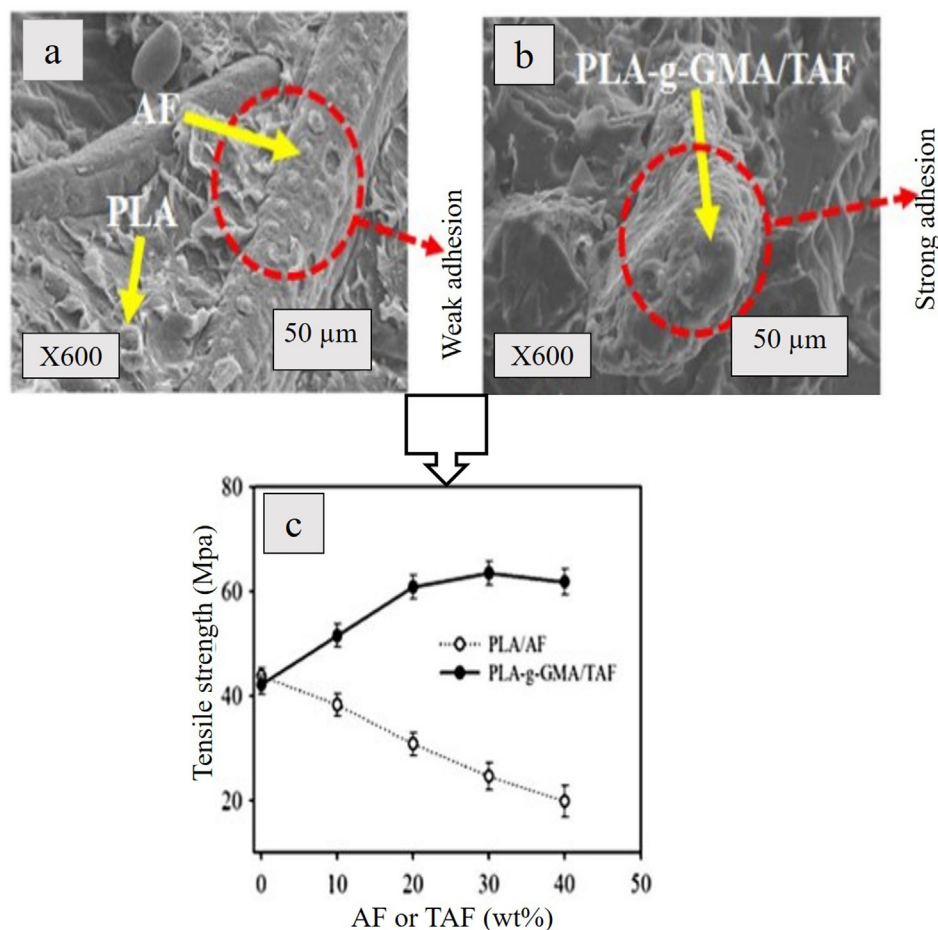 a
AF
PLA
X600
50 µm
Weak adhesion
b
PLA-g-GMA/TAF
X600
50 µm
Strong adhesion
c
Tensile strength (Mpa)
80
60
40
20
PLA/AF
PLA-g-GMA/TAF
0 10 20 30 40 50
AF or TAF (wt%)